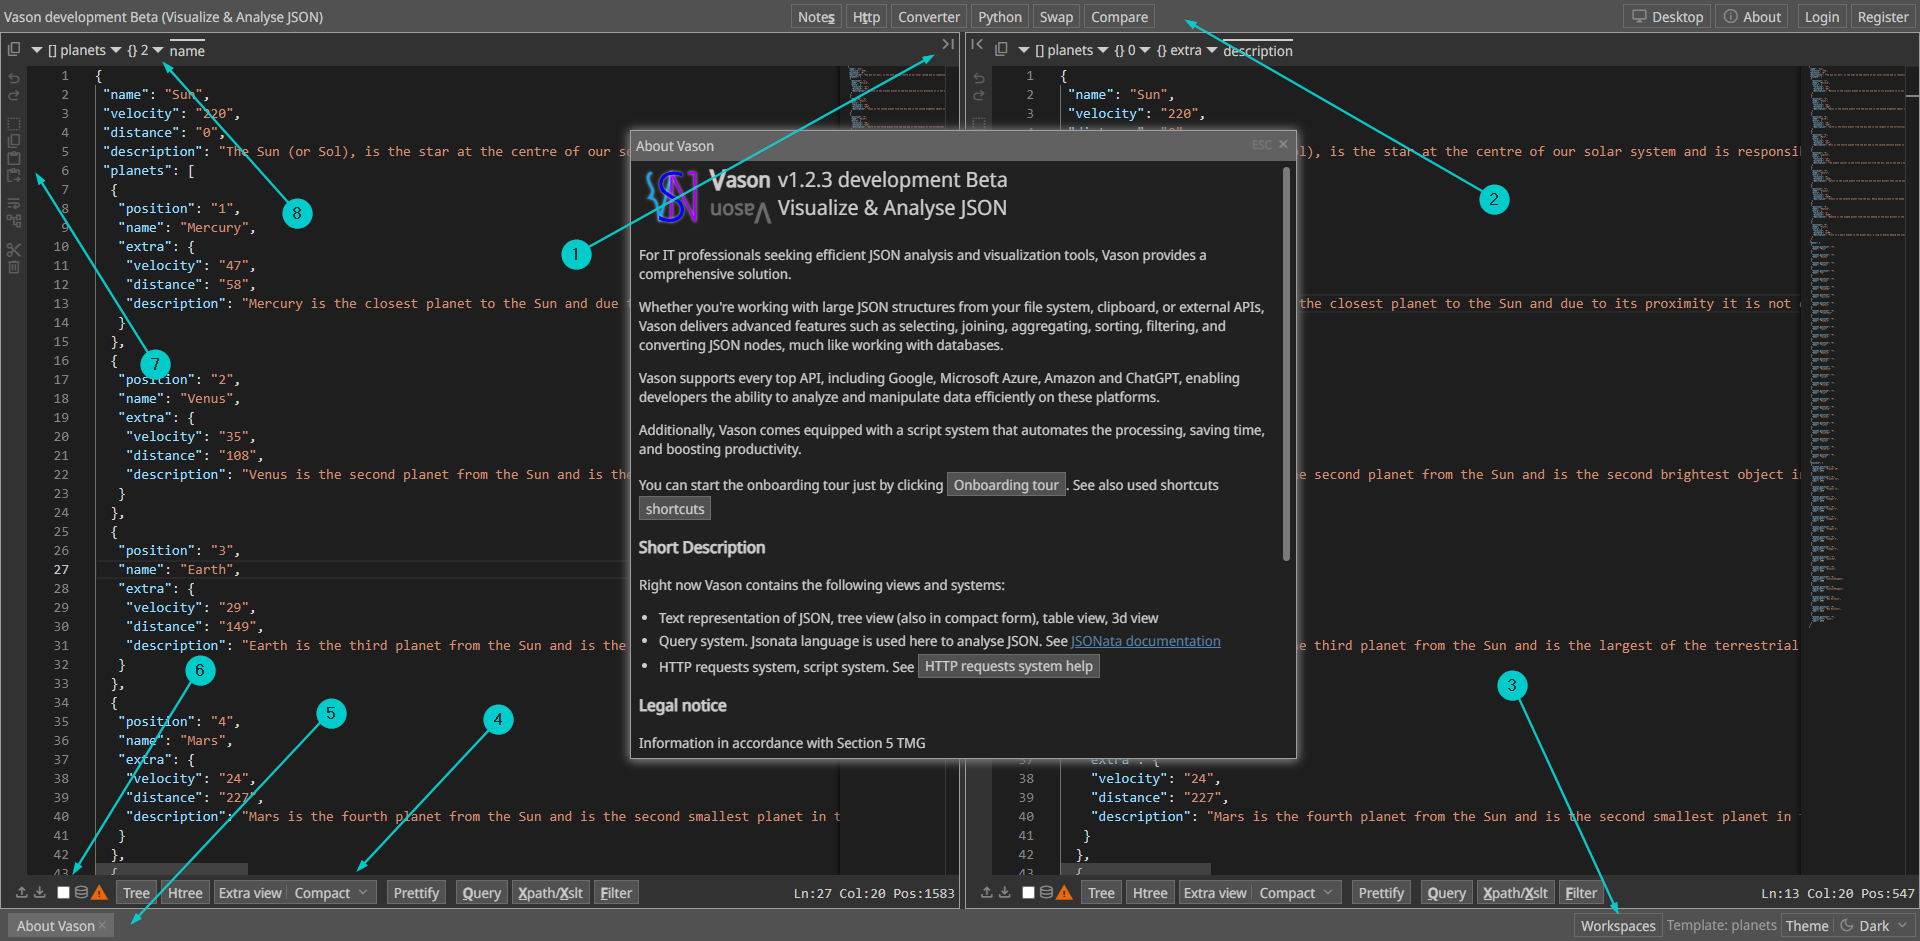 Vason development Beta (Visualize & Analyse JSON)
Notes Http Converter Python Swap Compare
Desktop About Login Register
[] planets {} 2 name
1 {
2 "name": "Sun",
3 "velocity": "220",
4 "distance": "0",
5 "description": "The Sun (or Sol), is the star at the centre of our so
6 "planets": [
7 {
8 "position": "1",
9 "name": "Mercury",
10 "extra": {
11 "velocity": "47",
12 "distance": "58",
13 "description": "Mercury is the closest planet to the Sun and due
14 }
15 },
16 {
17 "position": "2",
18 "name": "Venus",
19 "extra": {
20 "velocity": "35",
21 "distance": "108",
22 "description": "Venus is the second planet from the Sun and is the
23 }
24 },
25 {
26 "position": "3",
27 "name": "Earth",
28 "extra": {
29 "velocity": "29",
30 "distance": "149",
31 "description": "Earth is the third planet from the Sun and is the
32 }
33 },
34 {
35 "position": "4",
36 "name": "Mars",
37 "extra": {
38 "velocity": "24",
39 "distance": "227",
40 "description": "Mars is the fourth planet from the Sun and is the second smallest planet in t
41 }
42 },
43 {
8
7
6
5
4
1
2
3
About Vason ESC ×
Vason v1.2.3 development Beta
Vason Visualize & Analyse JSON
For IT professionals seeking efficient JSON analysis and visualization tools, Vason provides a
comprehensive solution.
Whether you're working with large JSON structures from your file system, clipboard, or external APIs,
Vason delivers advanced features such as selecting, joining, aggregating, sorting, filtering, and
converting JSON nodes, much like working with databases.
Vason supports every top API, including Google, Microsoft Azure, Amazon and ChatGPT, enabling
developers the ability to analyze and manipulate data efficiently on these platforms.
Additionally, Vason comes equipped with a script system that automates the processing, saving time,
and boosting productivity.
You can start the onboarding tour just by clicking Onboarding tour . See also used shortcuts
shortcuts
Short Description
Right now Vason contains the following views and systems:
• Text representation of JSON, tree view (also in compact form), table view, 3d view
• Query system. Jsonata language is used here to analyse JSON. See JSONata documentation
• HTTP requests system, script system. See HTTP requests system help
Legal notice
Information in accordance with Section 5 TMG
[] planets {} 0 {} extra description
1 {
2 "name": "Sun",
3 "velocity": "220",
l), is the star at the centre of our solar system and is responsi
the closest planet to the Sun and due to its proximity it is not
e second planet from the Sun and is the second brightest object i
e third planet from the Sun and is the largest of the terrestrial
37 "extra": {
38 "velocity": "24",
39 "distance": "227",
40 "description": "Mars is the fourth planet from the Sun and is the second smallest planet in
41 }
42 },
43 {
Tree Htree Extra view Compact Prettify Query Xpath/Xslt Filter Ln:27 Col:20 Pos:1583
Tree Htree Extra view Compact Prettify Query Xpath/Xslt Filter Ln:13 Col:20 Pos:547
About Vason × Workspaces Template: planets Theme Dark